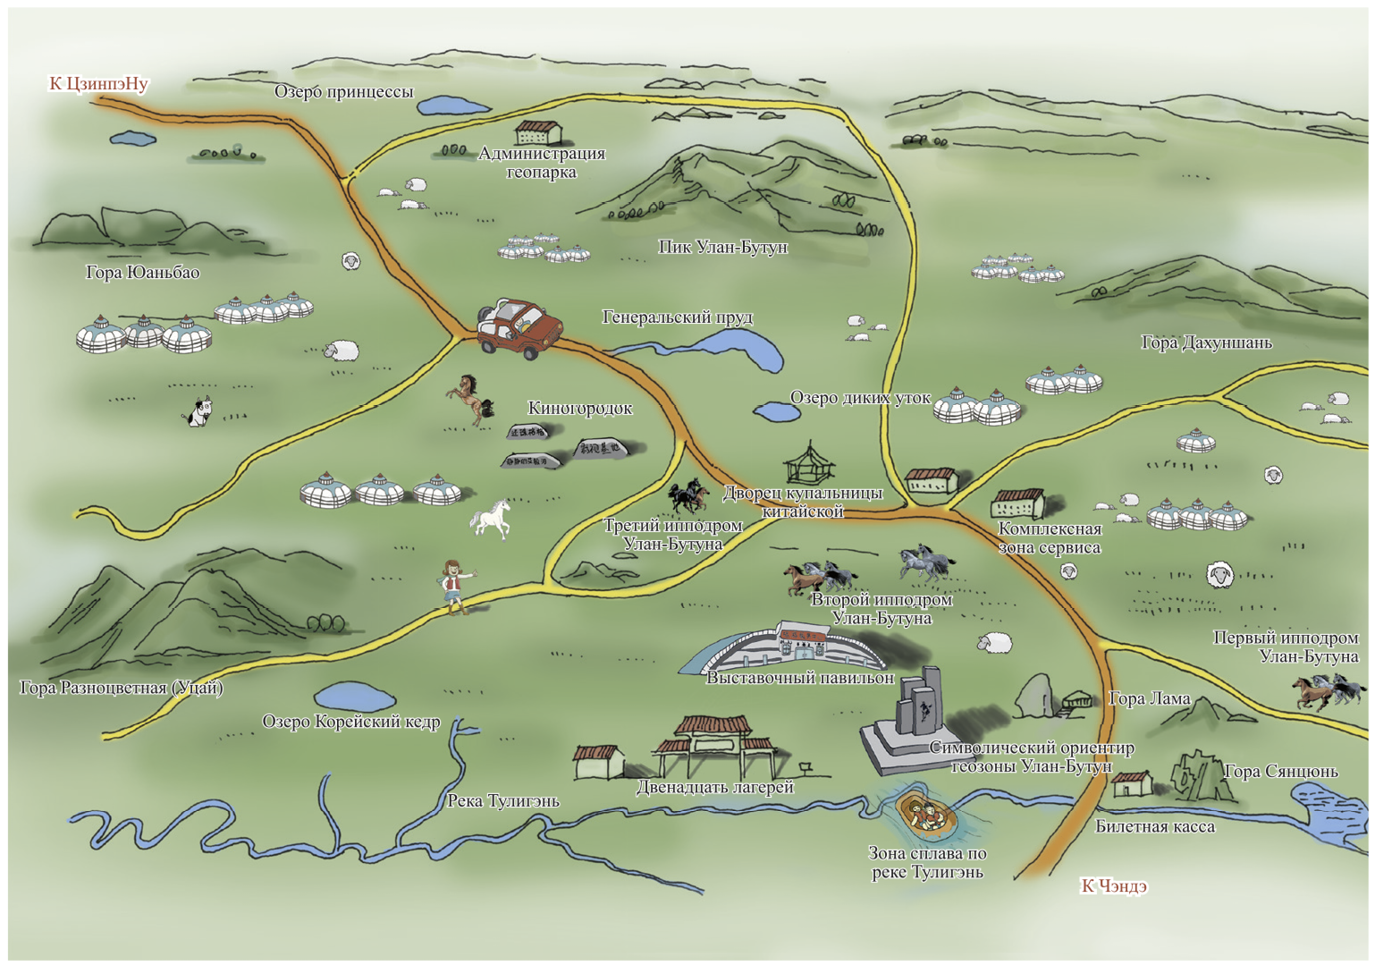 К ЦзинпэНу
Озеро принцессы
Администрация
геопарка
Пик Улан-Бутун
Гора Юаньбао
Генеральский пруд
Гора Дахуншань
Озеро диких уток
Киногородок
Дворец купальницы
китайской
Третий ипподром
Улан-Бутуна
Комплексная
зона сервиса
Второй ипподром
Улан-Бутуна
Первый ипподром
Улан-Бутуна
Выставочный павильон
Гора Разноцветная (Уцай)
Гора Лама
Озеро Корейский кедр
Символический ориентир
геозоны Улан-Бутун
Гора Сянцюнь
Двенадцать лагерей
Река Тулигэнь
Билетная касса
Зона сплава по
реке Тулигэнь
К Чэндэ